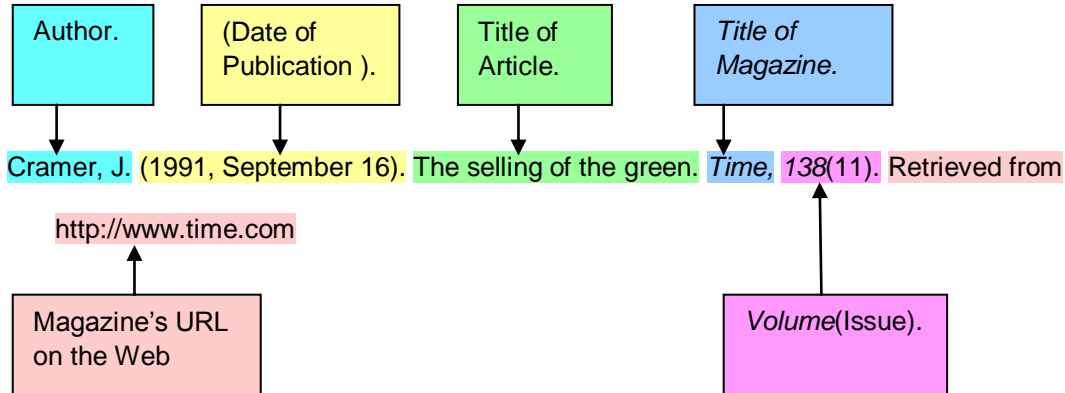 Author.
(Date of
Publication ).
Title of
Article.
Title of
Magazine.
Cramer, J. (1991, September 16). The selling of the green. Time, 138(11). Retrieved from
http://www.time.com
Magazine’s URL
on the Web
Volume(Issue).